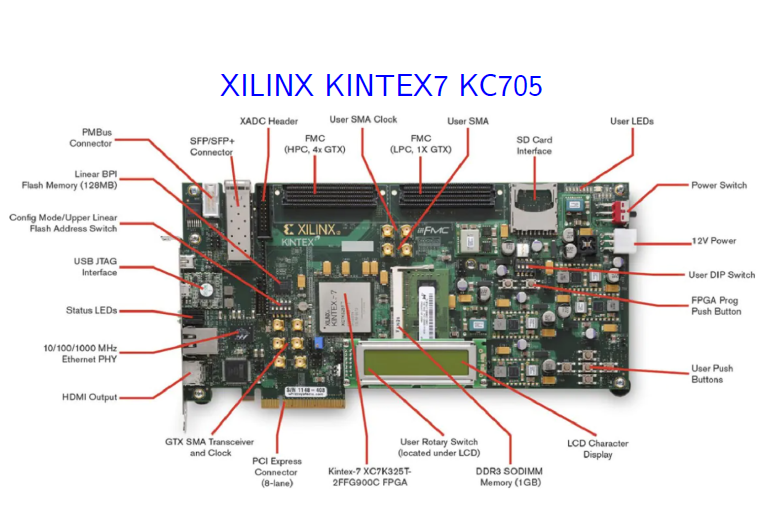 XILINX KINTEX7 KC705
PMBus
Connector
SFP/SFP+
Connector
XADC Header
FMC
(HPC, 4x GTX)
User SMA Clock
FMC
(LPC, 1X GTX)
User SMA
SD Card
Interface
User LEDs
Linear BPI
Flash Memory (128MB)
Config Mode/Upper Linear
Flash Address Switch
USB JTAG
Interface
Status LEDs
10/100/1000 MHz
Ethernet PHY
HDMI Output
Power Switch
12V Power
User DIP Switch
FPGA Prog
Push Button
User Push
Buttons
XILINX
KINTEX
FMC
XILINX
KINTEX-7
GTX SMA Transceiver
and Clock
PCI Express
Connector
(8-lane)
Kintex-7 XC7K325T-
2FFG900C FPGA
User Rotary Switch
(located under LCD)
DDR3 SODIMM
Memory (1GB)
LCD Character
Display